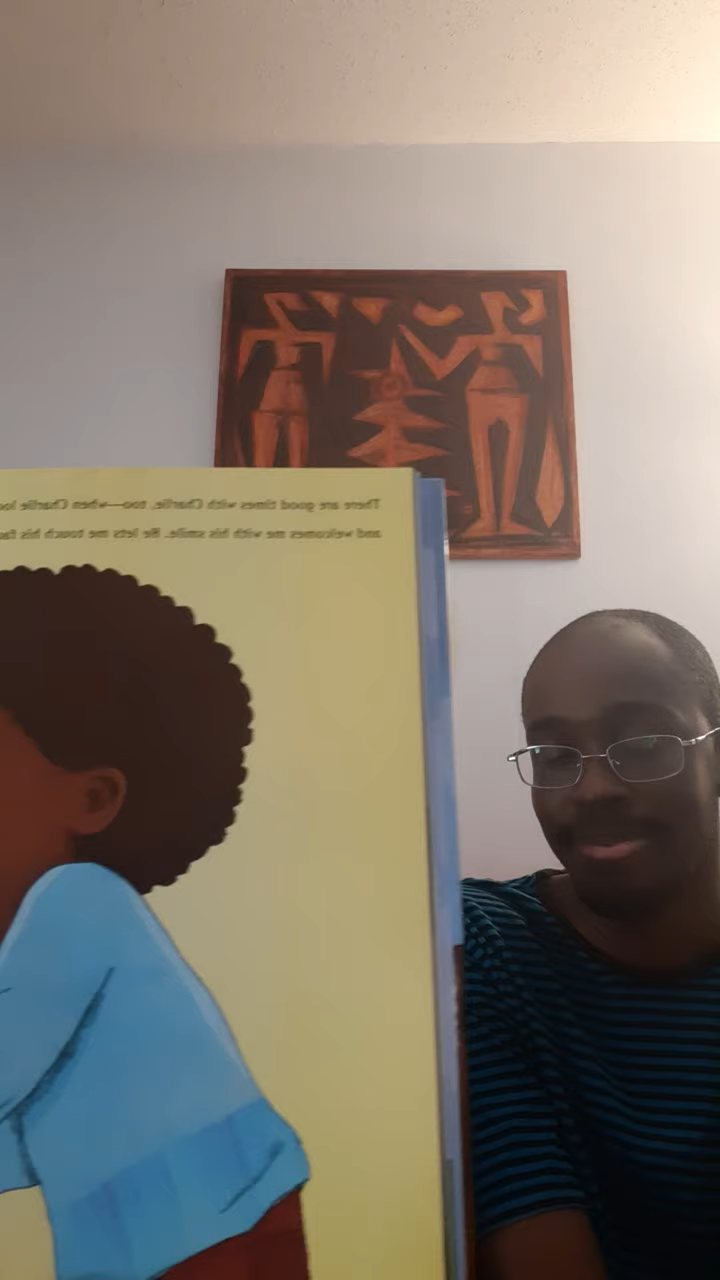 There are good times with Charlie, too—when Charlie
and welcomes me with his smile. He lets me touch his